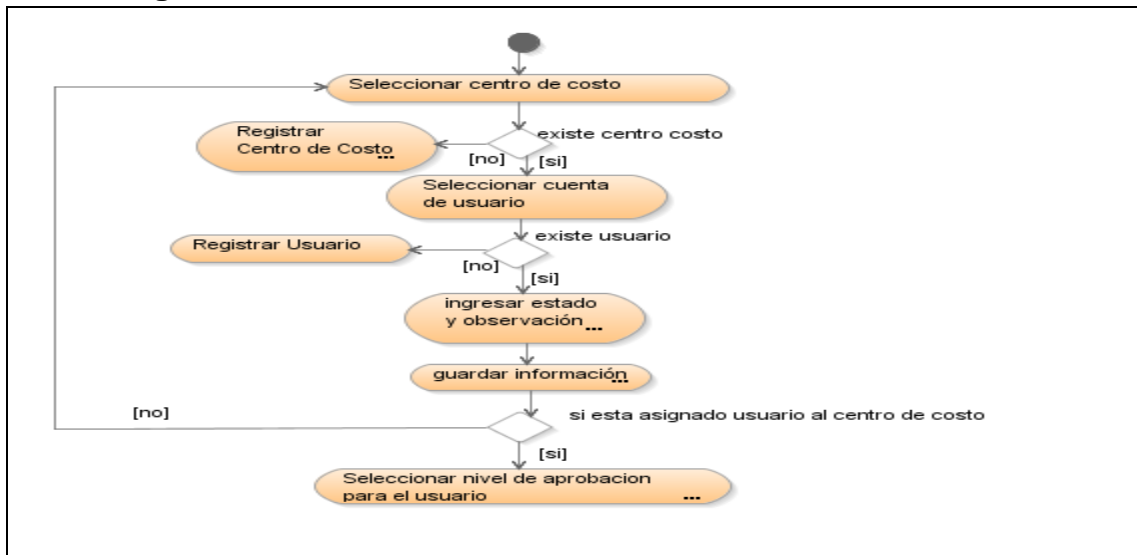 Seleccionar centro de costo
existe centro costo
Registrar
Centro de Costo
...
[no]
[si]
Seleccionar cuenta
de usuario
existe usuario
Registrar Usuario
[no]
[si]
ingresar estado
y observación
...
guardar información
...
[no]
si esta asignado usuario al centro de costo
[si]
Seleccionar nivel de aprobacion
para el usuario
...